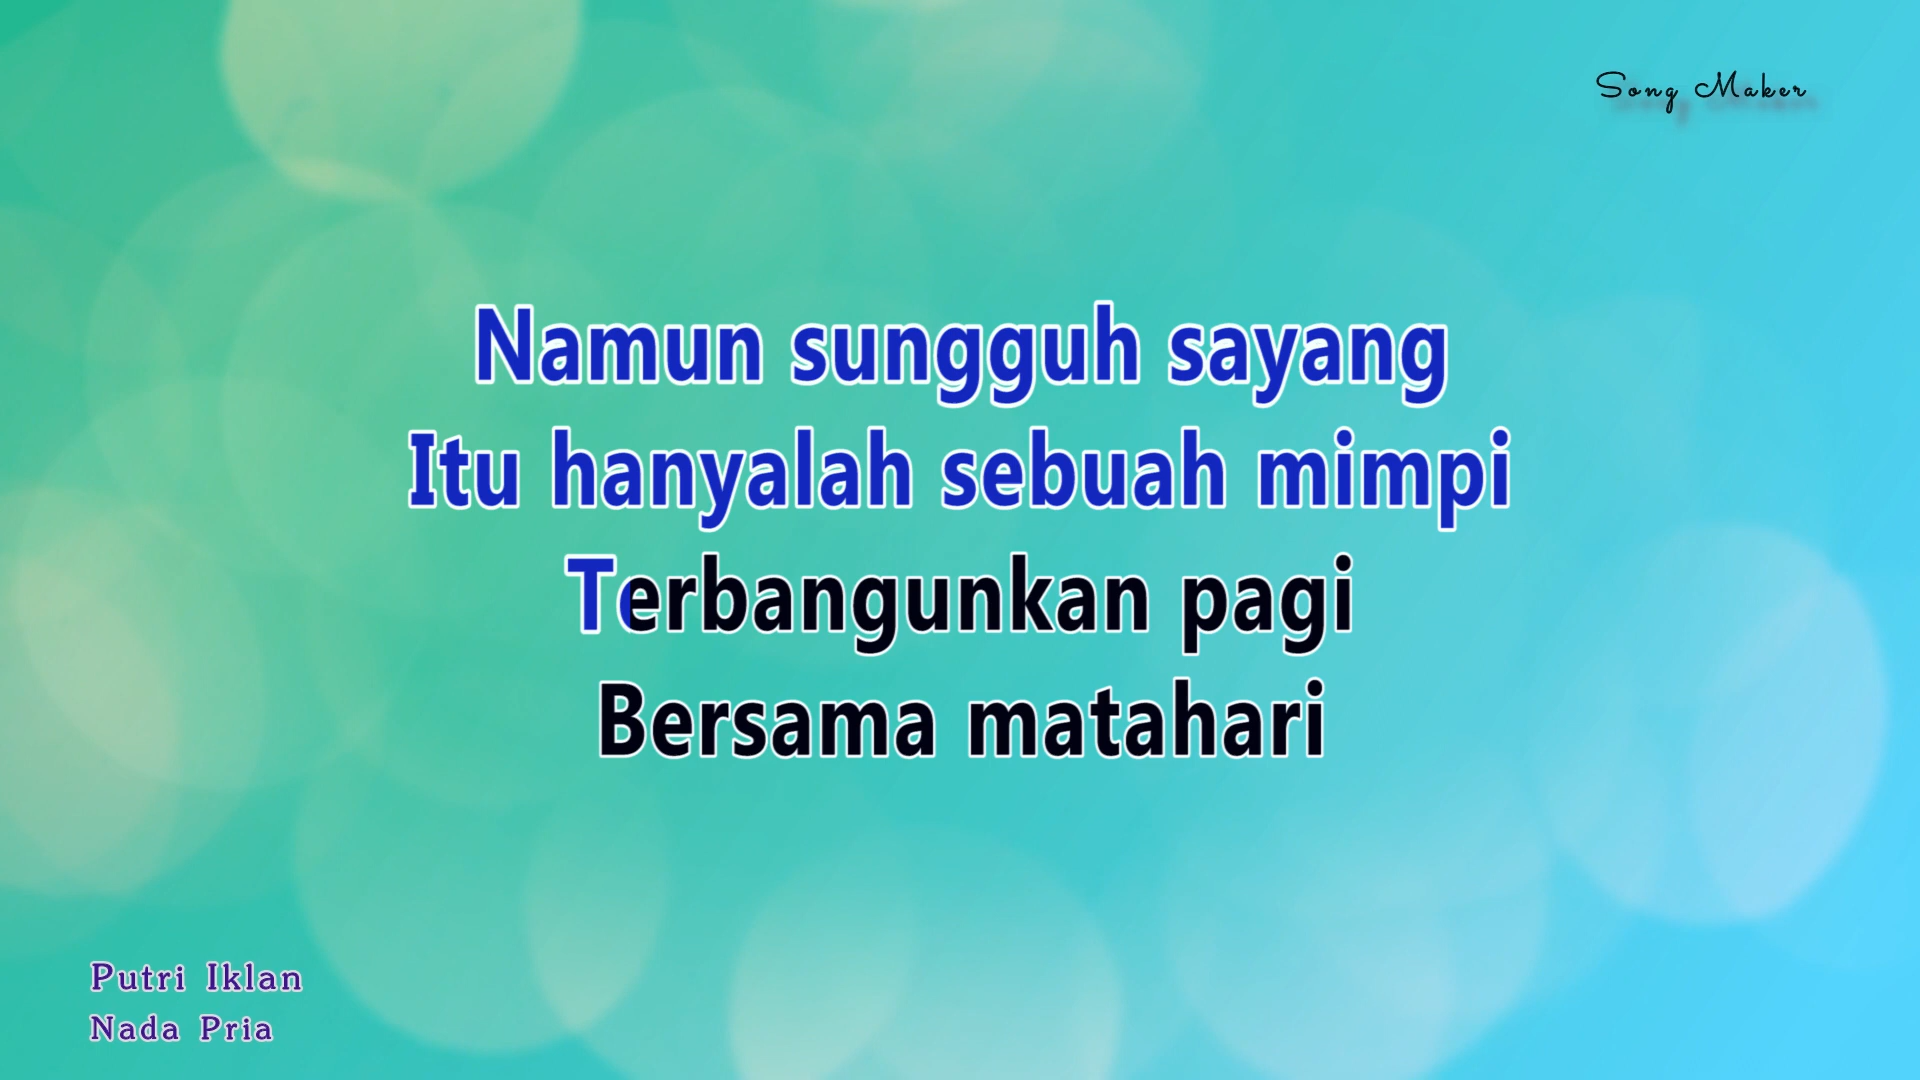 Song Maker
Namun sungguh sayang
Itu hanyalah sebuah mimpi
Terbangunkan pagi
Bersama matahari
Putri Iklan
Nada Pria